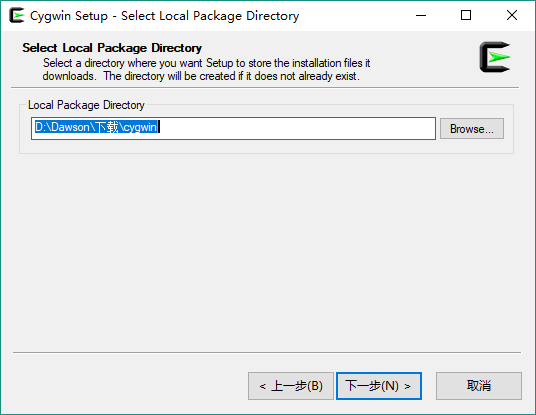 Cygwin Setup - Select Local Package Directory
Select Local Package Directory
Select a directory where you want Setup to store the installation files it
downloads. The directory will be created if it does not already exist.
Local Package Directory
D:\Dawson\下载\cygwin
Browse...
< 上一步(B)
下一步(N) >
取消